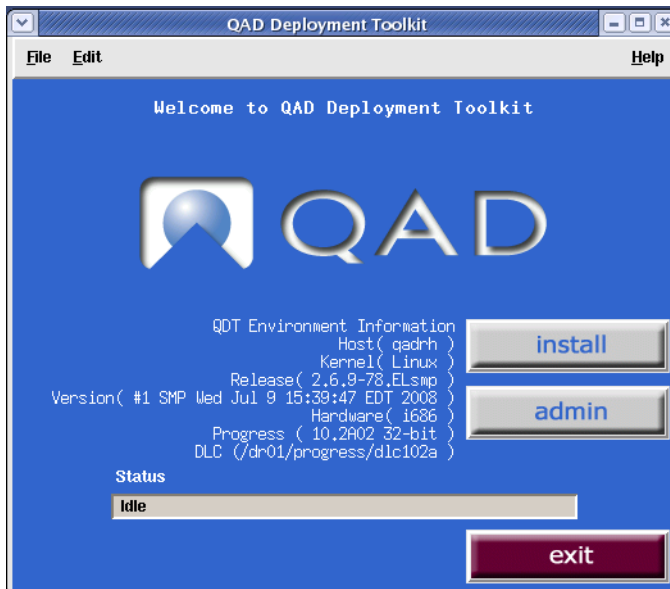 QAD Deployment Toolkit
File Edit Help
Welcome to QAD Deployment Toolkit
QAD
QDT Environment Information
Host( qadrh )
Kernel( Linux )
Release( 2.6.9-78.ELsmp )
Version( #1 SMP Wed Jul 9 15:39:47 EDT 2008 )
Hardware( i686 )
Progress ( 10.2A02 32-bit )
DLC (/dr01/progress/dlc102a )
install
admin
Status
Idle
exit